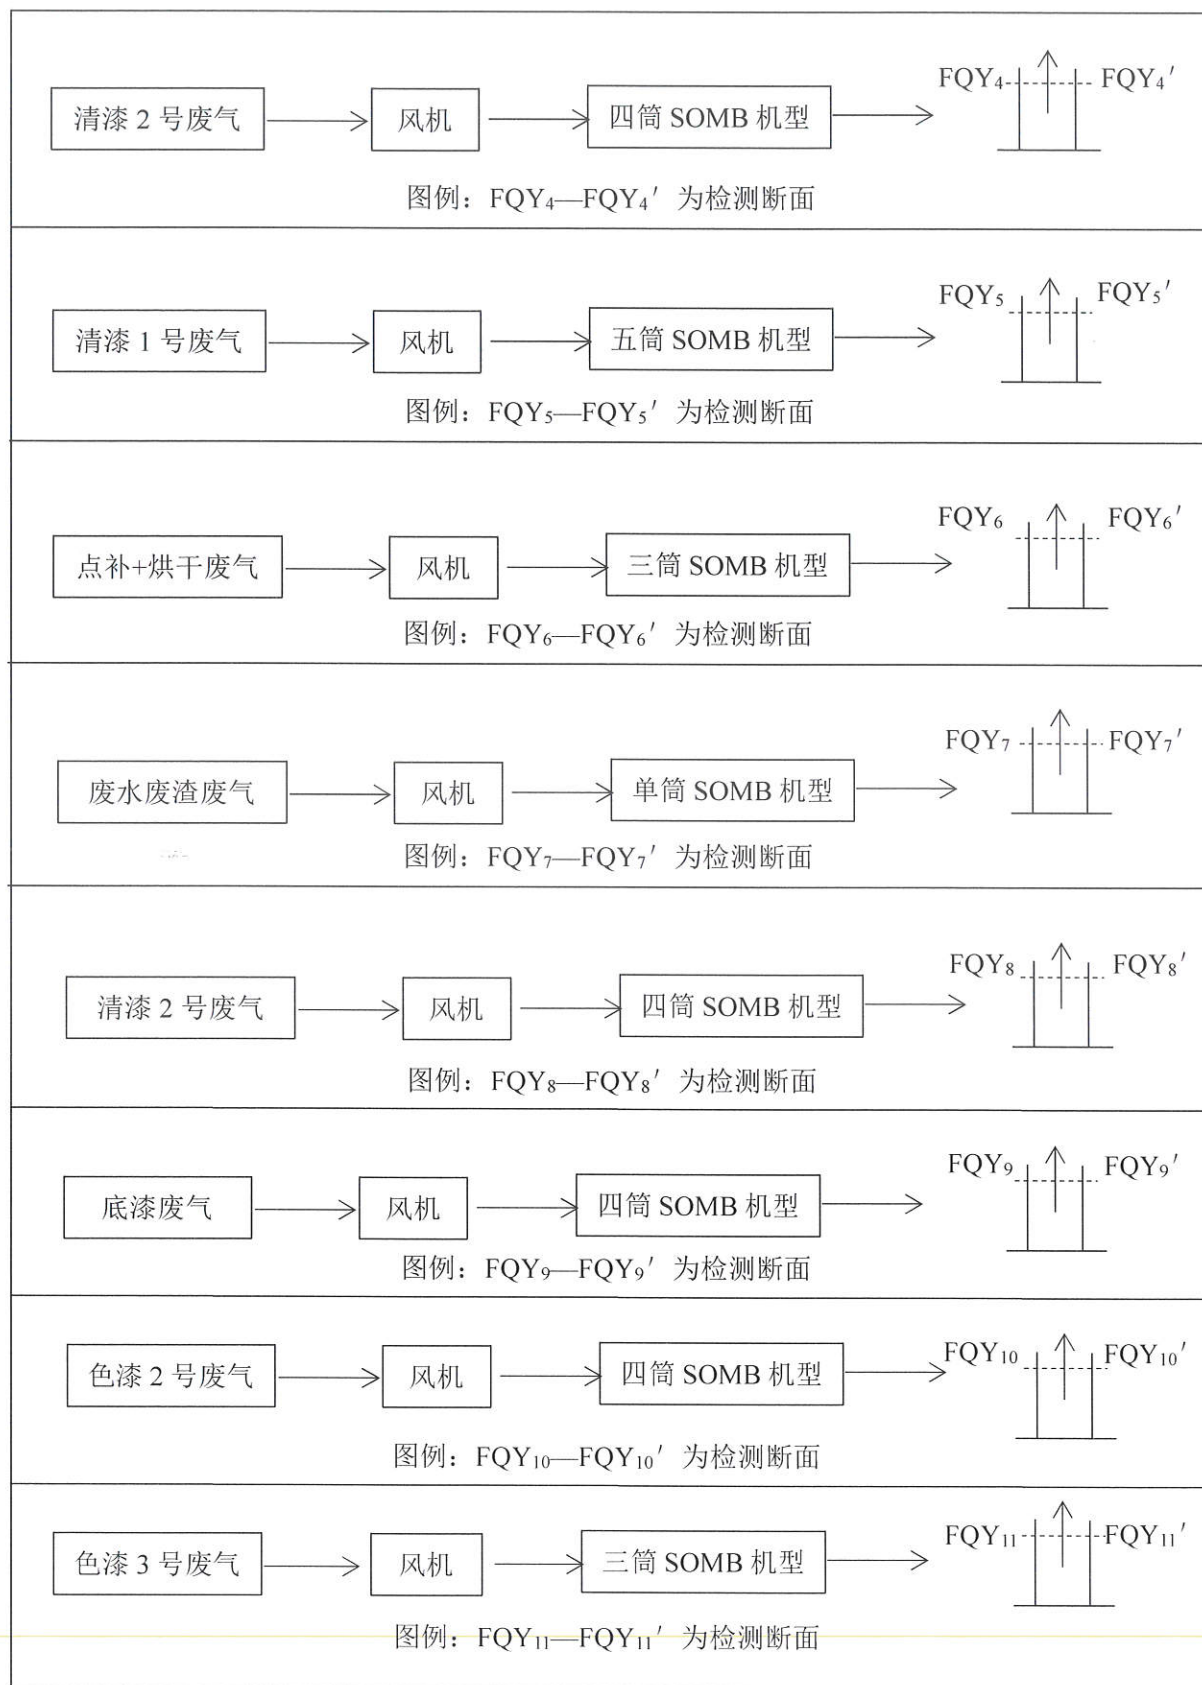 FQY₄ FQY₄′
清漆 2 号废气 风机 四筒 SOMB 机型
图例：FQY₄—FQY₄′ 为检测断面
FQY₅ FQY₅′
清漆 1 号废气 风机 五筒 SOMB 机型
图例：FQY₅—FQY₅′ 为检测断面
FQY₆ FQY₆′
点补+烘干废气 风机 三筒 SOMB 机型
图例：FQY₆—FQY₆′ 为检测断面
FQY₇ FQY₇′
废水废渣废气 风机 单筒 SOMB 机型
图例：FQY₇—FQY₇′ 为检测断面
FQY₈ FQY₈′
清漆 2 号废气 风机 四筒 SOMB 机型
图例：FQY₈—FQY₈′ 为检测断面
FQY₉ FQY₉′
底漆废气 风机 四筒 SOMB 机型
图例：FQY₉—FQY₉′ 为检测断面
FQY₁₀ FQY₁₀′
色漆 2 号废气 风机 四筒 SOMB 机型
图例：FQY₁₀—FQY₁₀′ 为检测断面
FQY₁₁ FQY₁₁′
色漆 3 号废气 风机 三筒 SOMB 机型
图例：FQY₁₁—FQY₁₁′ 为检测断面